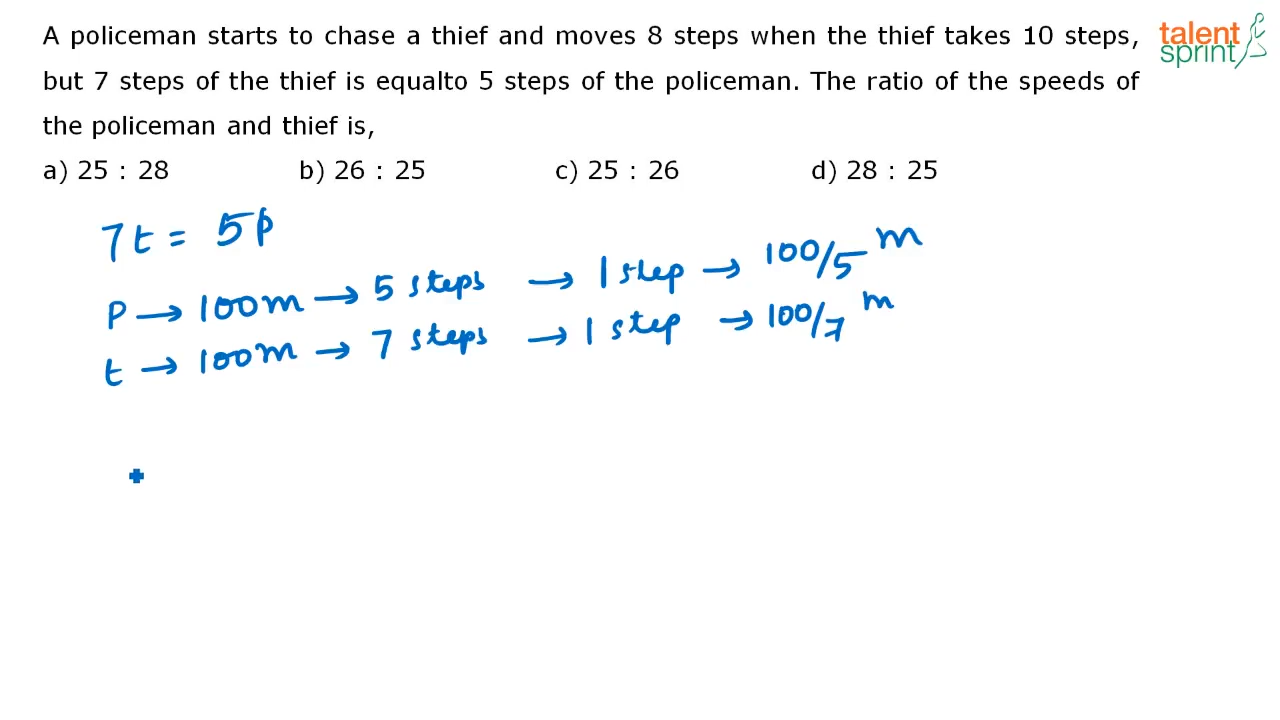 A policeman starts to chase a thief and moves 8 steps when the thief takes 10 steps,
but 7 steps of the thief is equalto 5 steps of the policeman. The ratio of the speeds of
the policeman and thief is,
a) 25 : 28 b) 26 : 25 c) 25 : 26 d) 28 : 25
talent
sprint
7t = 5p
P → 100m → 5 steps → 1 step → 100/5 m
t → 100m → 7 steps → 1 step → 100/7 m